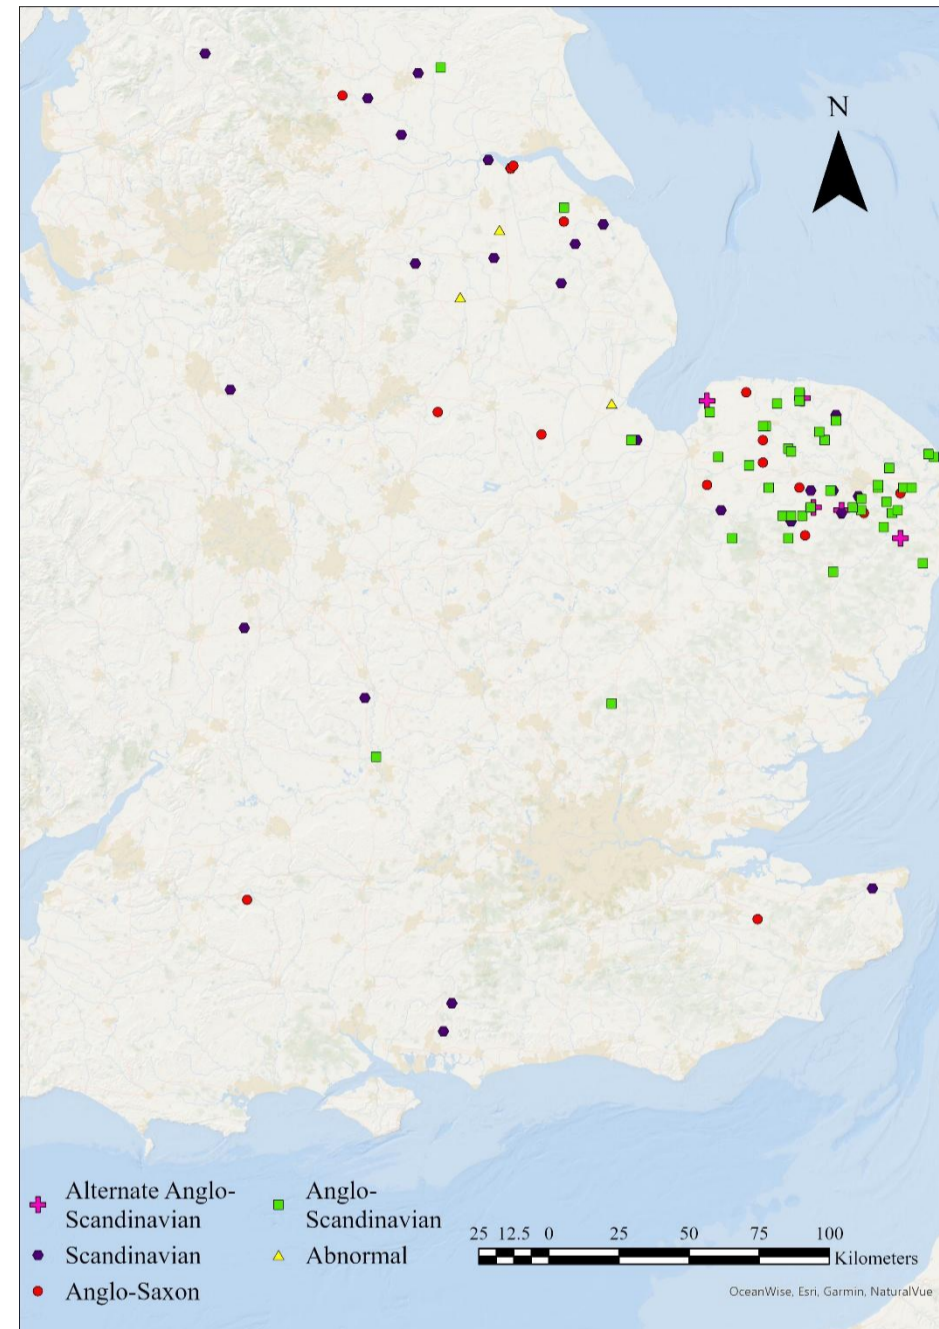 N
Alternate Anglo-
Scandinavian
Scandinavian
Anglo-Saxon
Anglo-
Scandinavian
Abnormal
25 12.5 0 25 50 75 100
Kilometers
OceanWise, Esri, Garmin, NaturalVue